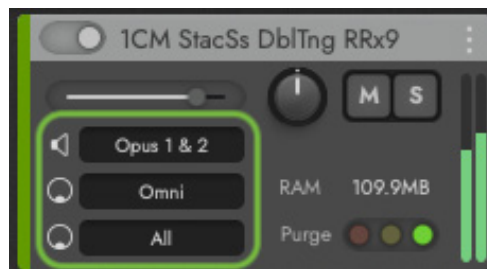 1CM StacSs DblTng RRx9
M S
Opus 1 & 2
Omni RAM 109.9MB
All Purge